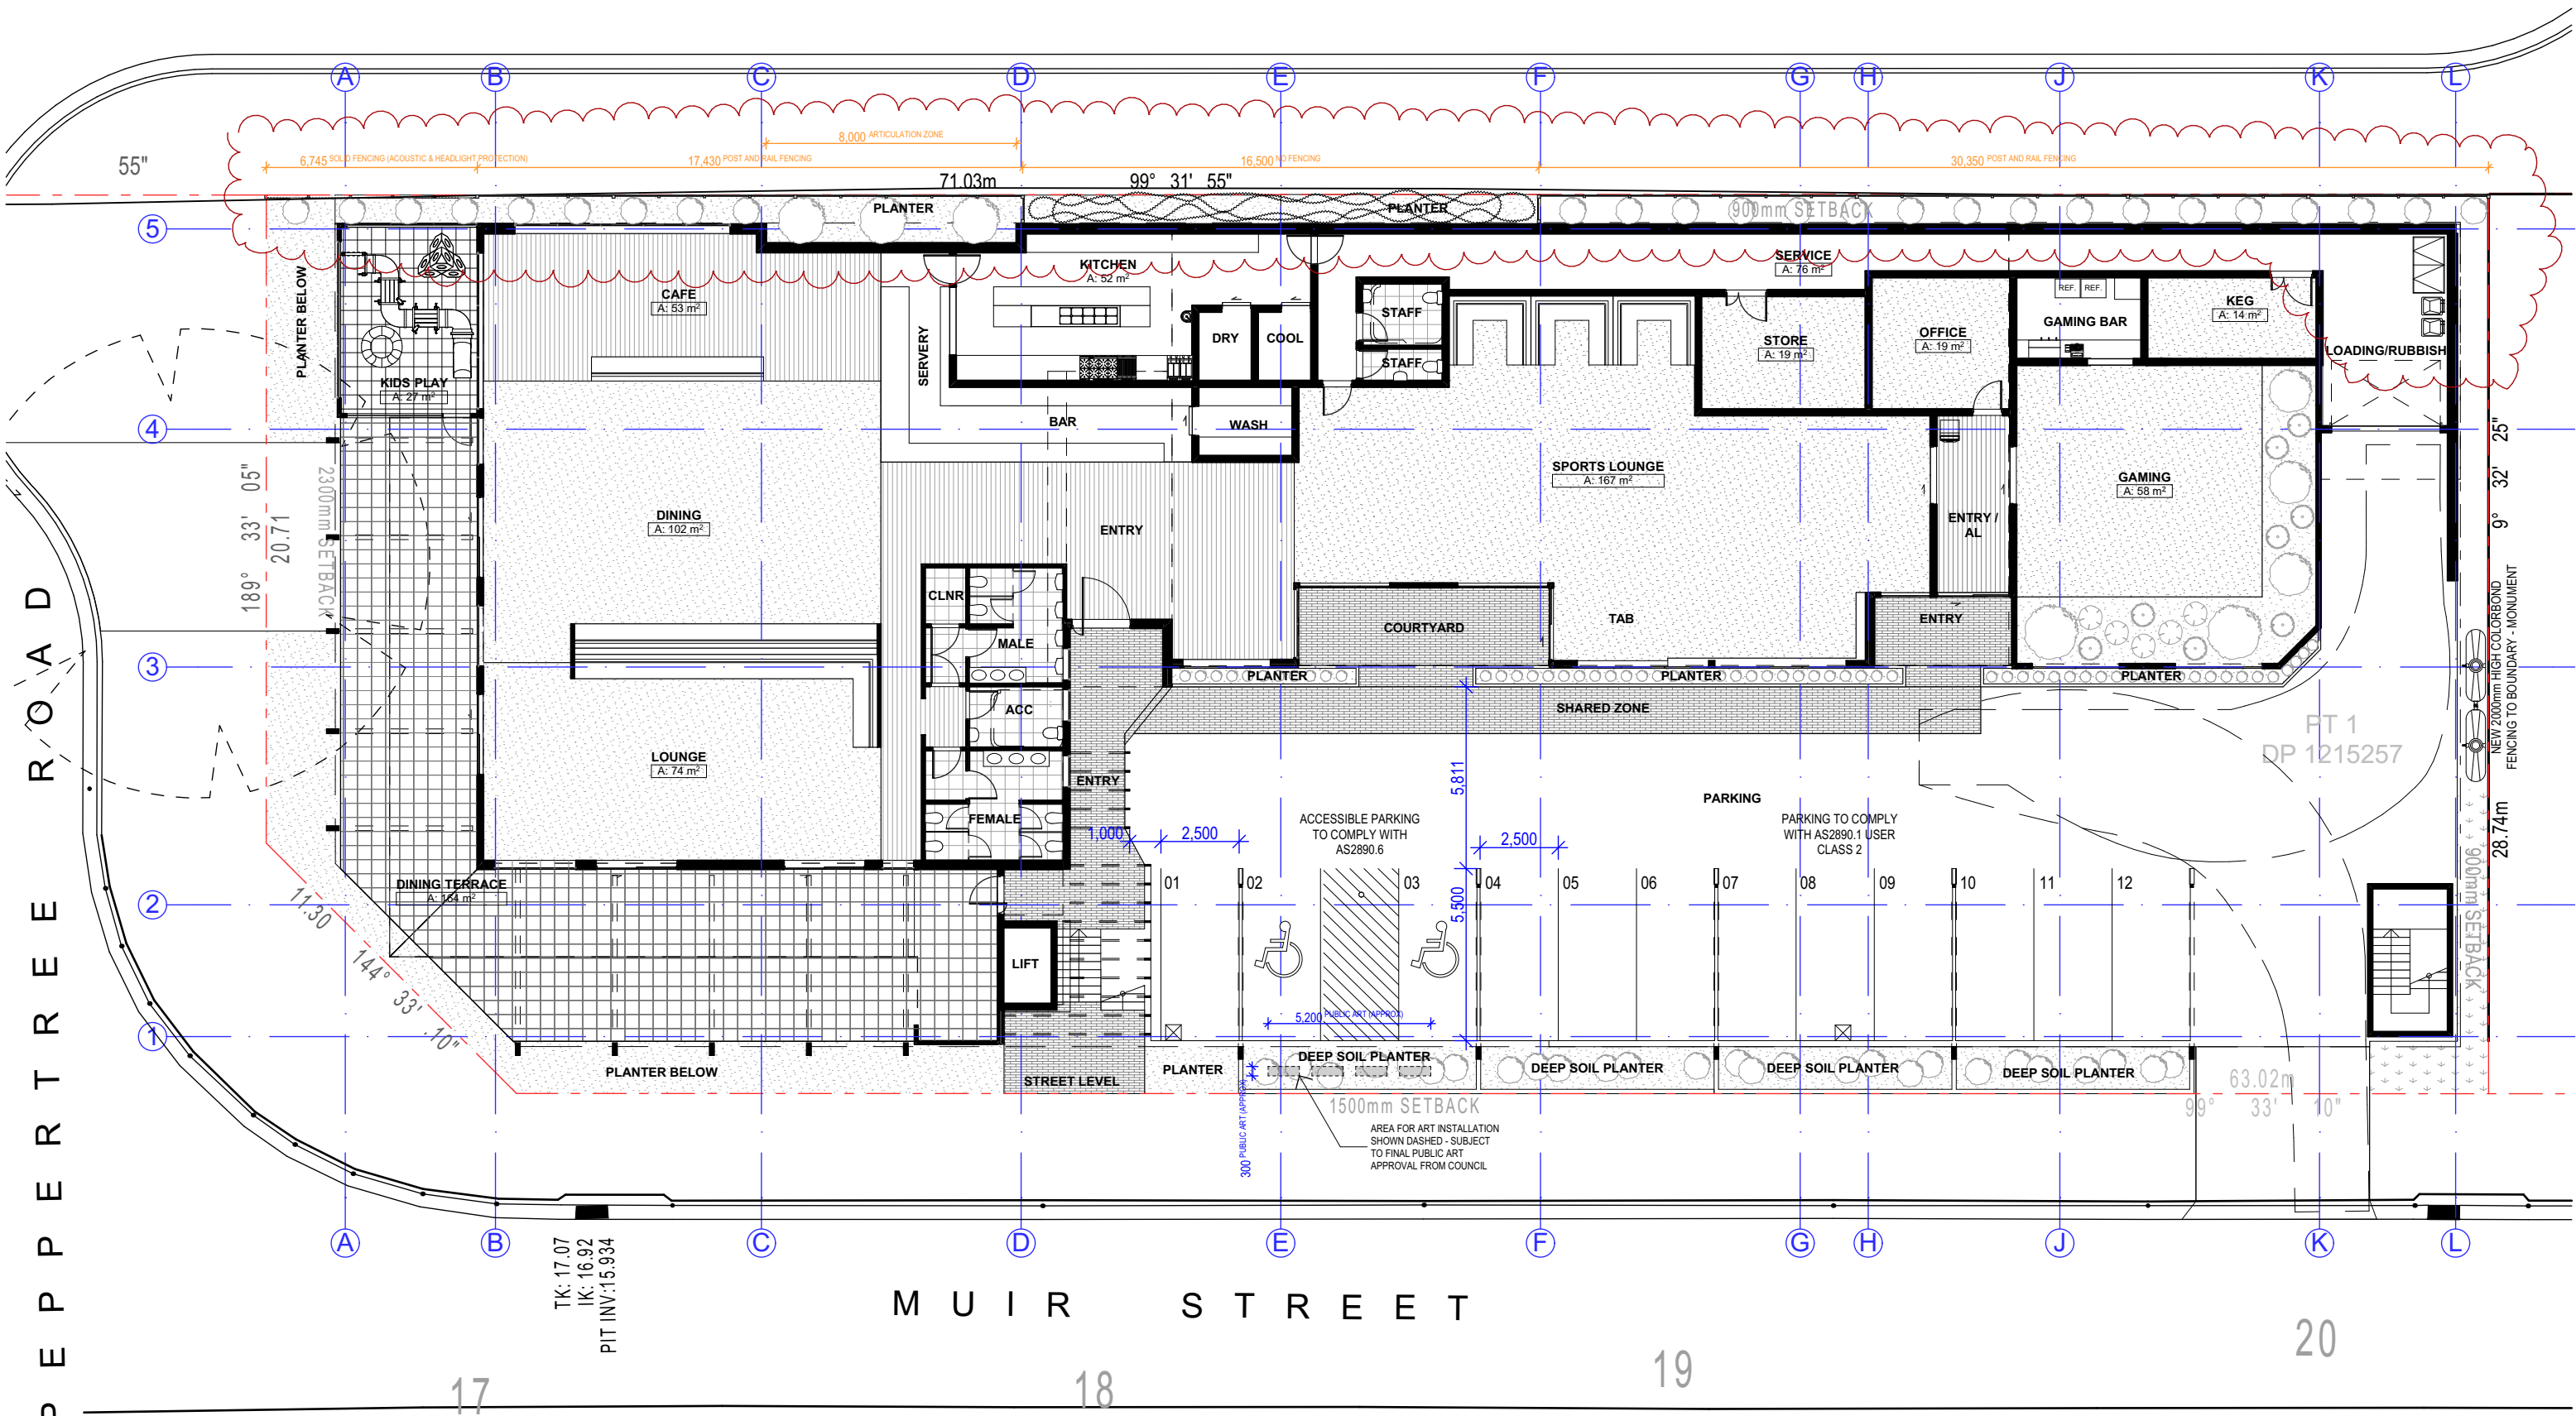 A
B
C
D
E
F
G
H
J
K
L
8,000 ARTICULATION ZONE
55"
6,745 SOLID FENCING (ACOUSTIC & HEADLIGHT PROTECTION)
17,430 POST AND RAIL FENCING
16,500 NO FENCING
30,350 POST AND RAIL FENCING
71.03m
99° 31' 55"
PLANTER
PLANTER
900mm SETBACK
5
PLANTER BELOW
KIDS PLAY
A: 27 m²
CAFE
A: 53 m²
SERVERY
KITCHEN
A: 52 m²
DRY
COOL
STAFF
STAFF
SERVICE
A: 76 m²
STORE
A: 19 m²
OFFICE
A: 19 m²
REF.
REF.
GAMING BAR
KEG
A: 14 m²
LOADING/RUBBISH
4
BAR
WASH
SPORTS LOUNGE
A: 167 m²
GAMING
A: 58 m²
9° 32' 25"
2300mm SETBACK
189° 33' 05"
20.71
DINING
A: 102 m²
ENTRY
ENTRY /
AL
CLNR
MALE
COURTYARD
TAB
ENTRY
3
PLANTER
PLANTER
PLANTER
ACC
SHARED ZONE
NEW 2000mm HIGH COLORBOND
FENCING TO BOUNDARY - MONUMENT
PT 1
DP 1215257
LOUNGE
A: 74 m²
ENTRY
5,811
PARKING
FEMALE
1,000
2,500
ACCESSIBLE PARKING
TO COMPLY WITH
AS2890.6
2,500
PARKING TO COMPLY
WITH AS2890.1 USER
CLASS 2
28.74m
900mm SETBACK
DINING TERRACE
A: 164 m²
01
02
03
04
05
06
07
08
09
10
11
12
2
11.30
144° 33' 10"
5,500
LIFT
5,200 PUBLIC ART (APPROX)
1
PLANTER BELOW
STREET LEVEL
PLANTER
DEEP SOIL PLANTER
DEEP SOIL PLANTER
DEEP SOIL PLANTER
DEEP SOIL PLANTER
300 PUBLIC ART (APPROX)
1500mm SETBACK
63.02m
99° 33' 10"
AREA FOR ART INSTALLATION
SHOWN DASHED - SUBJECT
TO FINAL PUBLIC ART
APPROVAL FROM COUNCIL
A
B
C
D
E
F
G
H
J
K
L
TK: 17.07
IK: 16.92
PIT INV:15.934
MUIR STREET
PEPPERTREE ROAD
17
18
19
20